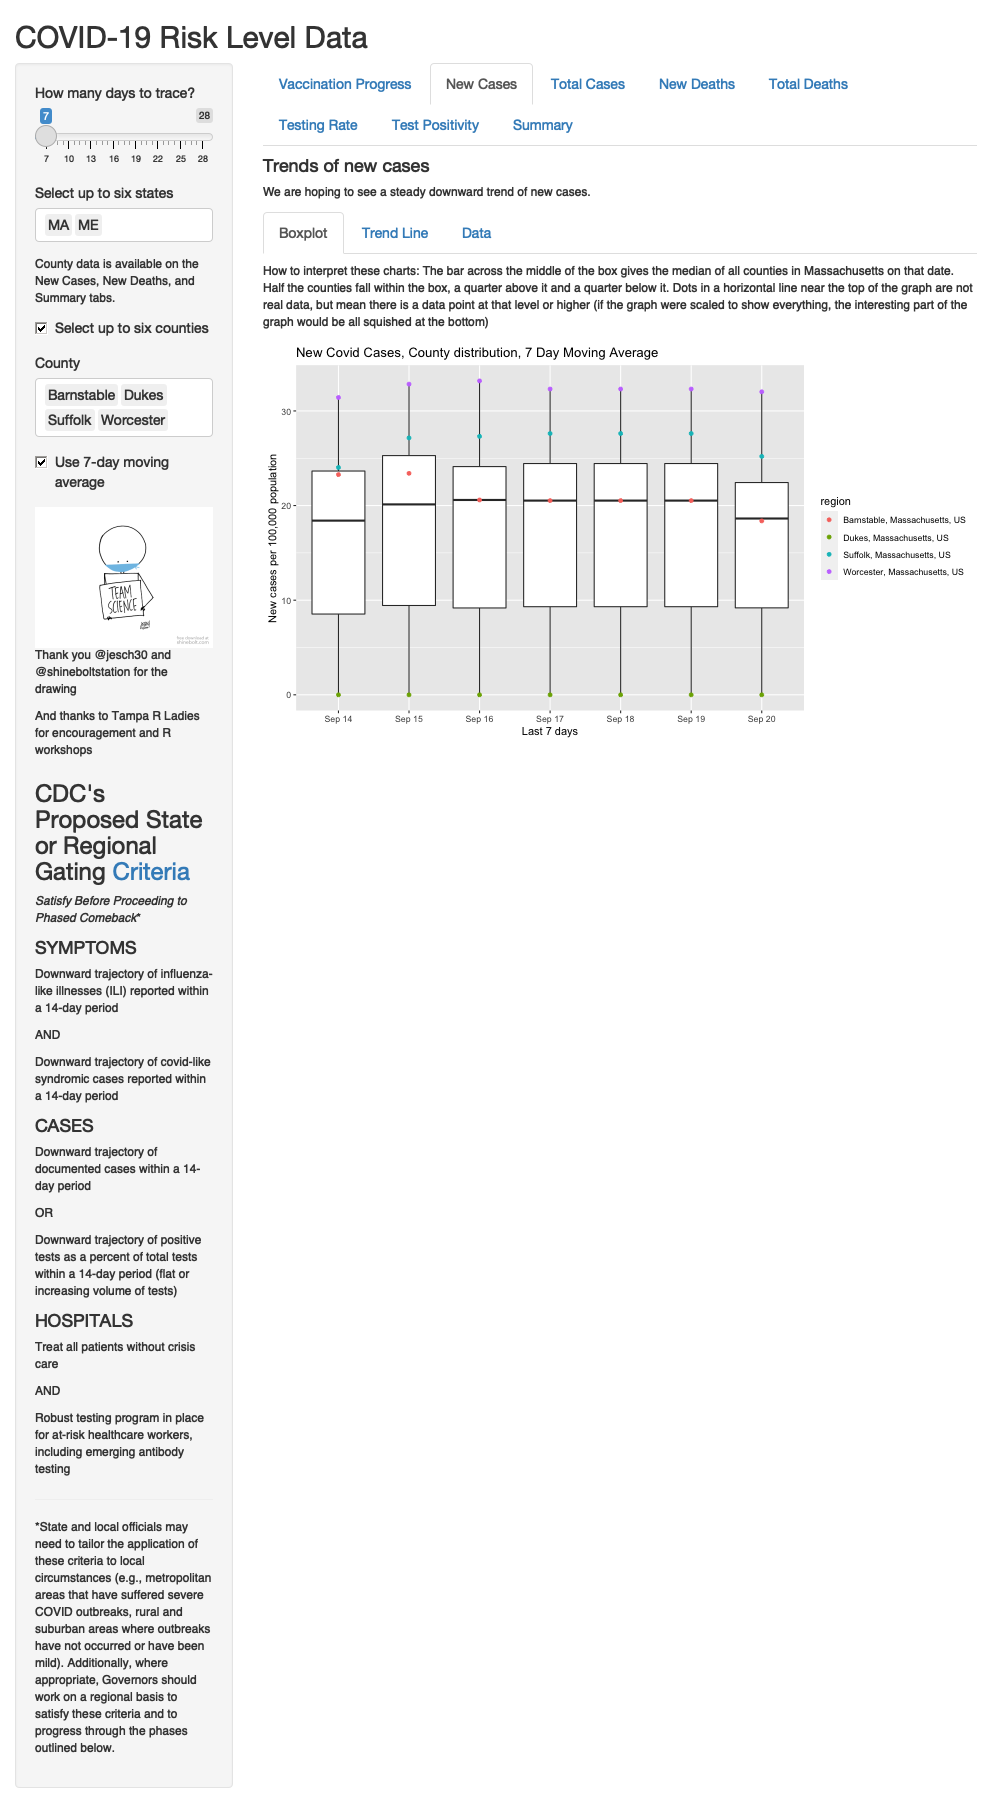 COVID-19 Risk Level Data
How many days to trace?
7
28
7 10 13 16 19 22 25 28
Select up to six states
MA ME
County data is available on the
New Cases, New Deaths, and
Summary tabs.
Select up to six counties
County
Barnstable Dukes
Suffolk Worcester
Use 7-day moving
average
TEAM
SCIENCE
Thank you @jesch30 and
@shineboltstation for the
drawing
And thanks to Tampa R Ladies
for encouragement and R
workshops
CDC's
Proposed State
or Regional
Gating Criteria
Satisfy Before Proceeding to
Phased Comeback*
SYMPTOMS
Downward trajectory of influenza-
like illnesses (ILI) reported within
a 14-day period
AND
Downward trajectory of covid-like
syndromic cases reported within
a 14-day period
CASES
Downward trajectory of
documented cases within a 14-
day period
OR
Downward trajectory of positive
tests as a percent of total tests
within a 14-day period (flat or
increasing volume of tests)
HOSPITALS
Treat all patients without crisis
care
AND
Robust testing program in place
for at-risk healthcare workers,
including emerging antibody
testing
*State and local officials may
need to tailor the application of
these criteria to local
circumstances (e.g., metropolitan
areas that have suffered severe
COVID outbreaks, rural and
suburban areas where outbreaks
have not occurred or have been
mild). Additionally, where
appropriate, Governors should
work on a regional basis to
satisfy these criteria and to
progress through the phases
outlined below.
Vaccination Progress New Cases Total Cases New Deaths Total Deaths
Testing Rate Test Positivity Summary
Trends of new cases
We are hoping to see a steady downward trend of new cases.
Boxplot Trend Line Data
How to interpret these charts: The bar across the middle of the box gives the median of all counties in Massachusetts on that date.
Half the counties fall within the box, a quarter above it and a quarter below it. Dots in a horizontal line near the top of the graph are not
real data, but mean there is a data point at that level or higher (if the graph were scaled to show everything, the interesting part of the
graph would be all squished at the bottom)
New Covid Cases, County distribution, 7 Day Moving Average
New cases per 100,000 population
30
20
10
0
Sep 14 Sep 15 Sep 16 Sep 17 Sep 18 Sep 19 Sep 20
Last 7 days
region
Barnstable, Massachusetts, US
Dukes, Massachusetts, US
Suffolk, Massachusetts, US
Worcester, Massachusetts, US